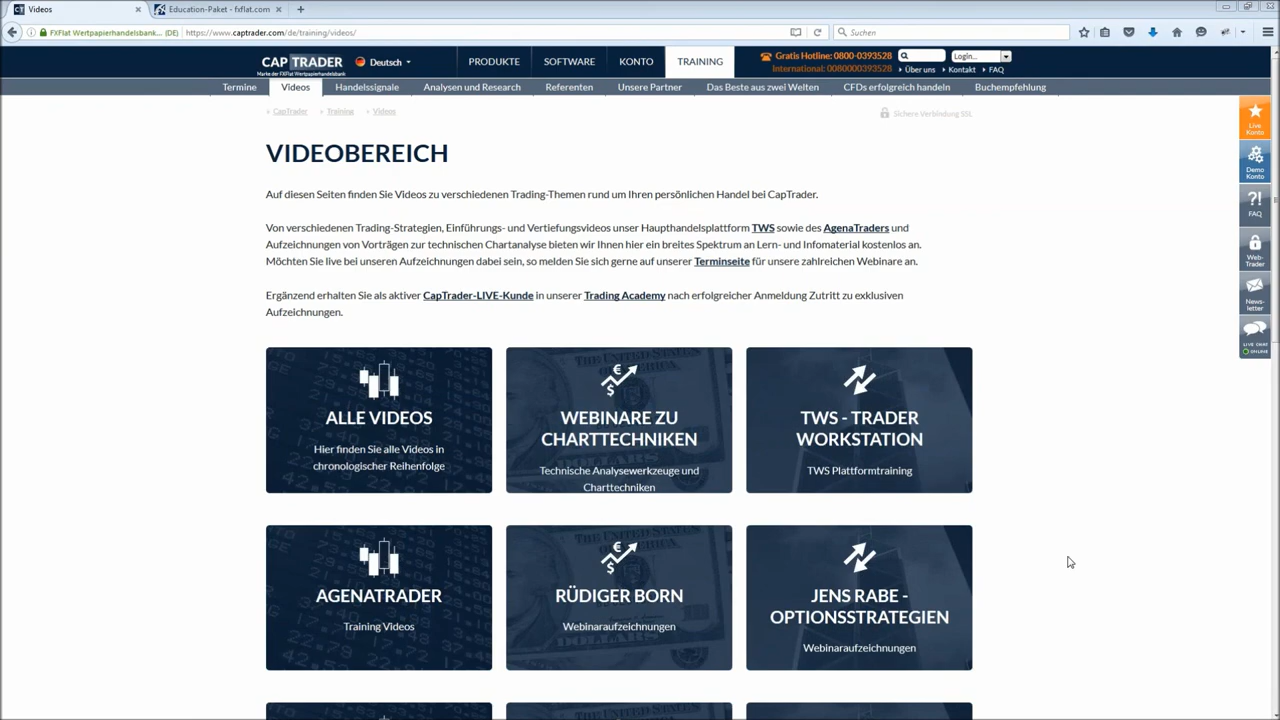 Videos
Education-Paket - fxflat.com
FXFlat Wertpapierhandelsbank... (DE)
https://www.captrader.com/de/training/videos/
Suchen
CAPTRADER
Marke der FXFlat Wertpapierhandelsbank
Deutsch
PRODUKTE
SOFTWARE
KONTO
TRAINING
Gratis Hotline: 0800-0393528
International: 0080000393528
Login...
Über uns
Kontakt
FAQ
Termine
Videos
Handelssignale
Analysen und Research
Referenten
Unsere Partner
Das Beste aus zwei Welten
CFDs erfolgreich handeln
Buchempfehlung
CapTrader
Training
Videos
Sichere Verbindung SSL
VIDEOBEREICH
Auf diesen Seiten finden Sie Videos zu verschiedenen Trading-Themen rund um Ihren persönlichen Handel bei CapTrader.
Von verschiedenen Trading-Strategien, Einführungs- und Vertiefungsvideos unser Haupthandelsplattform TWS sowie des AgenaTraders und
Aufzeichnungen von Vorträgen zur technischen Chartanalyse bieten wir Ihnen hier ein breites Spektrum an Lern- und Infomaterial kostenlos an.
Möchten Sie live bei unseren Aufzeichnungen dabei sein, so melden Sie sich gerne auf unserer Terminseite für unsere zahlreichen Webinare an.
Ergänzend erhalten Sie als aktiver CapTrader-LIVE-Kunde in unserer Trading Academy nach erfolgreicher Anmeldung Zutritt zu exklusiven
Aufzeichnungen.
ALLE VIDEOS
Hier finden Sie alle Videos in
chronologischer Reihenfolge
WEBINARE ZU
CHARTTECHNIKEN
Technische Analysewerkzeuge und
Charttechniken
TWS - TRADER
WORKSTATION
TWS Plattformtraining
AGENATRADER
Training Videos
RÜDIGER BORN
Webinaraufzeichnungen
JENS RABE -
OPTIONSSTRATEGIEN
Webinaraufzeichnungen
Live
Konto
Demo
Konto
?!
FAQ
Web-
Trader
News-
letter
LIVE CHAT
ONLINE